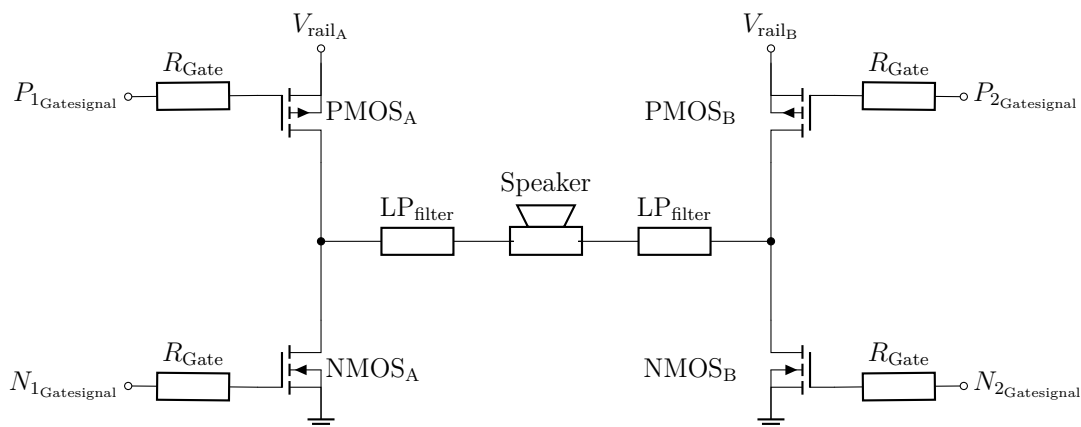 V_rail_A V_rail_B
R_Gate R_Gate
P_1_Gatesignal P_2_Gatesignal
PMOS_A PMOS_B
Speaker
LP_filter LP_filter
R_Gate NMOS_A NMOS_B R_Gate
N_1_Gatesignal N_2_Gatesignal